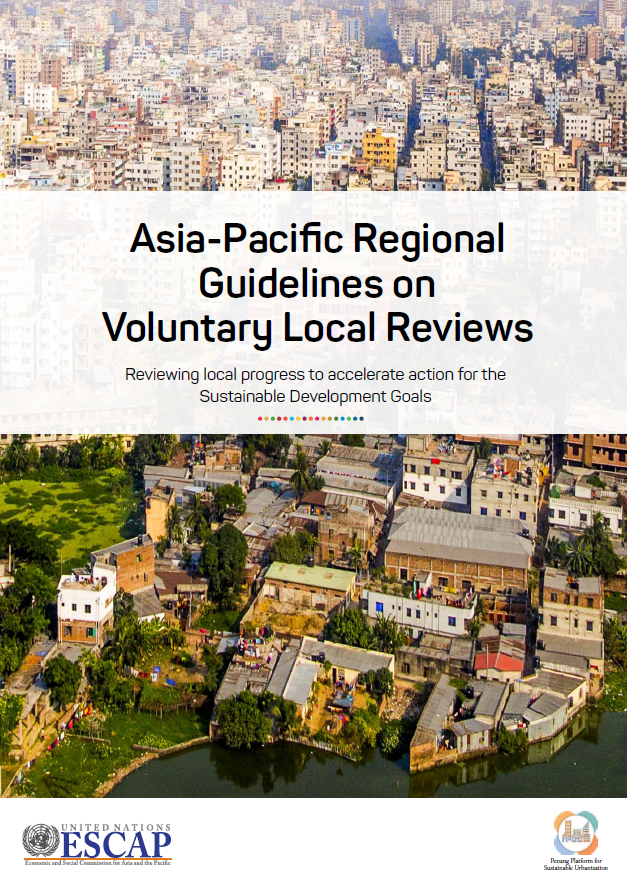 Asia-Pacific Regional
Guidelines on
Voluntary Local Reviews
Reviewing local progress to accelerate action for the
Sustainable Development Goals
UNITED NATIONS
ESCAP
Economic and Social Commission for Asia and the Pacific
Penang Platform for
Sustainable Urbanization